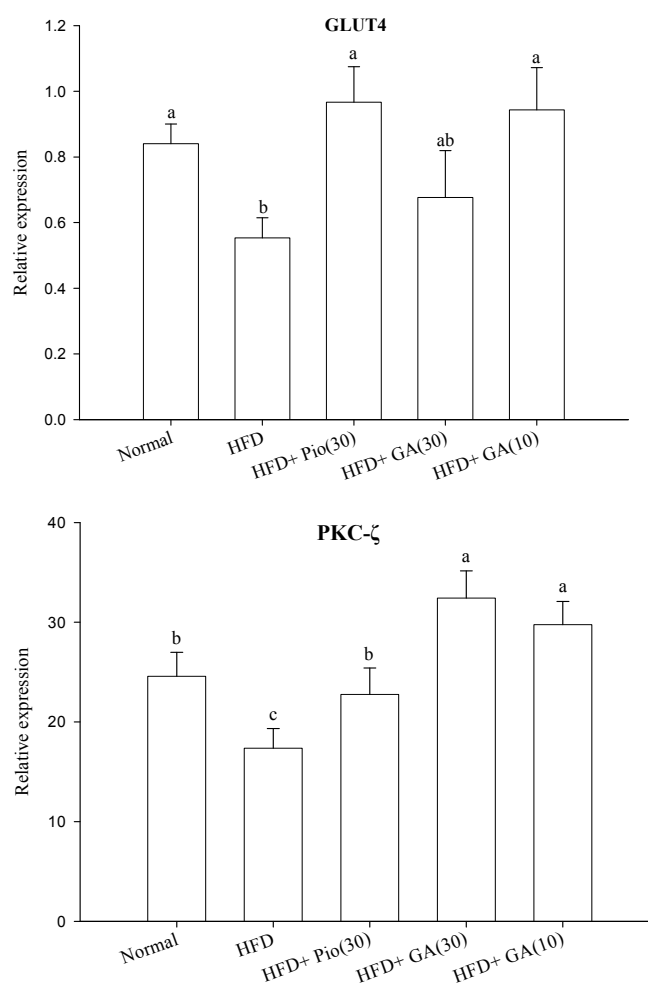 GLUT4
1.2
1.0
0.8
0.6
0.4
0.2
0.0
Relative expression
a
b
a
ab
a
Normal
HFD
HFD+ Pio(30)
HFD+ GA(30)
HFD+ GA(10)
PKC-ζ
40
30
20
10
0
Relative expression
b
c
b
a
a
Normal
HFD
HFD+ Pio(30)
HFD+ GA(30)
HFD+ GA(10)